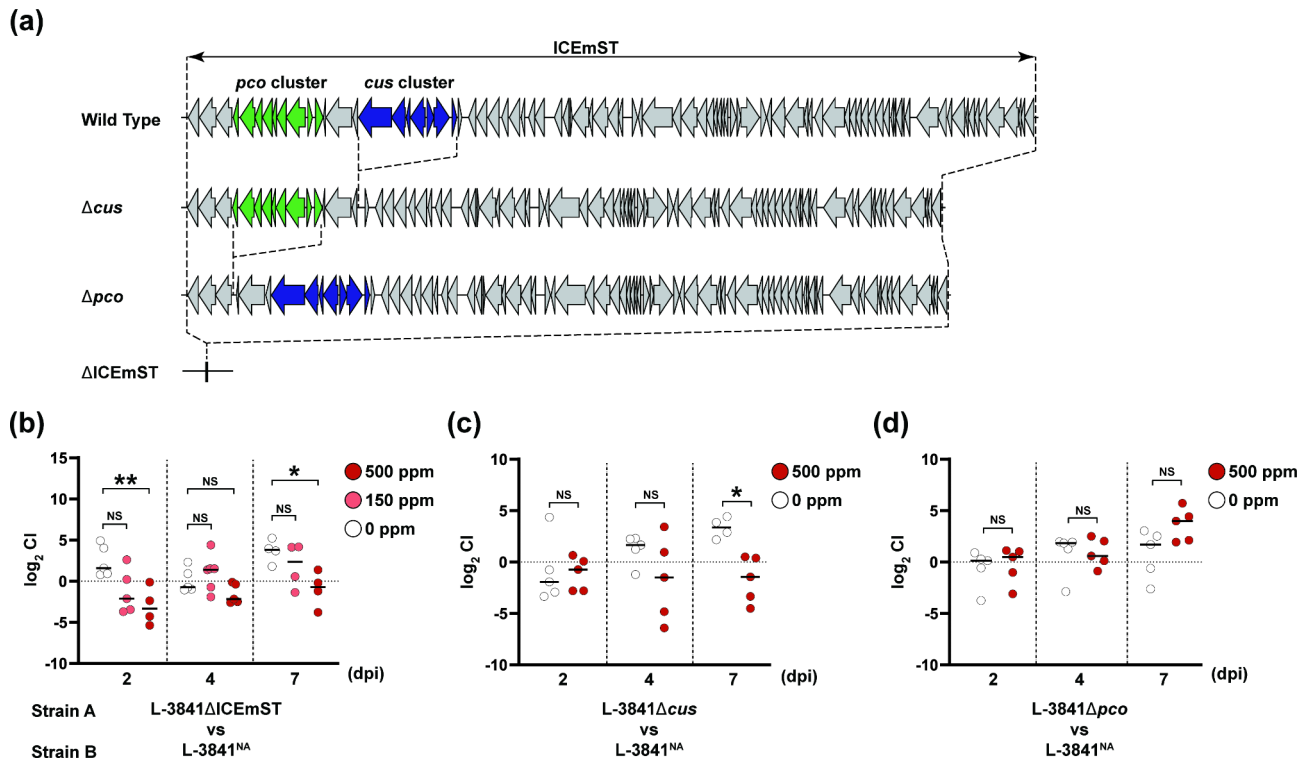 (a)
ICEmST
pco cluster cus cluster
Wild Type
Δcus
Δpco
ΔICEmST
(b)
15
10
5
0
-5
-10
log2 CI
** NS
NS NS
* NS
500 ppm
150 ppm
0 ppm
2 4 7 (dpi)
Strain A L-3841ΔICEmST
vs
Strain B L-3841ᴺᴬ
(c)
10
5
0
-5
-10
log2 CI
NS NS *
500 ppm
0 ppm
2 4 7 (dpi)
L-3841Δcus
vs
L-3841ᴺᴬ
(d)
10
5
0
-5
-10
log2 CI
NS NS NS
500 ppm
0 ppm
2 4 7 (dpi)
L-3841Δpco
vs
L-3841ᴺᴬ